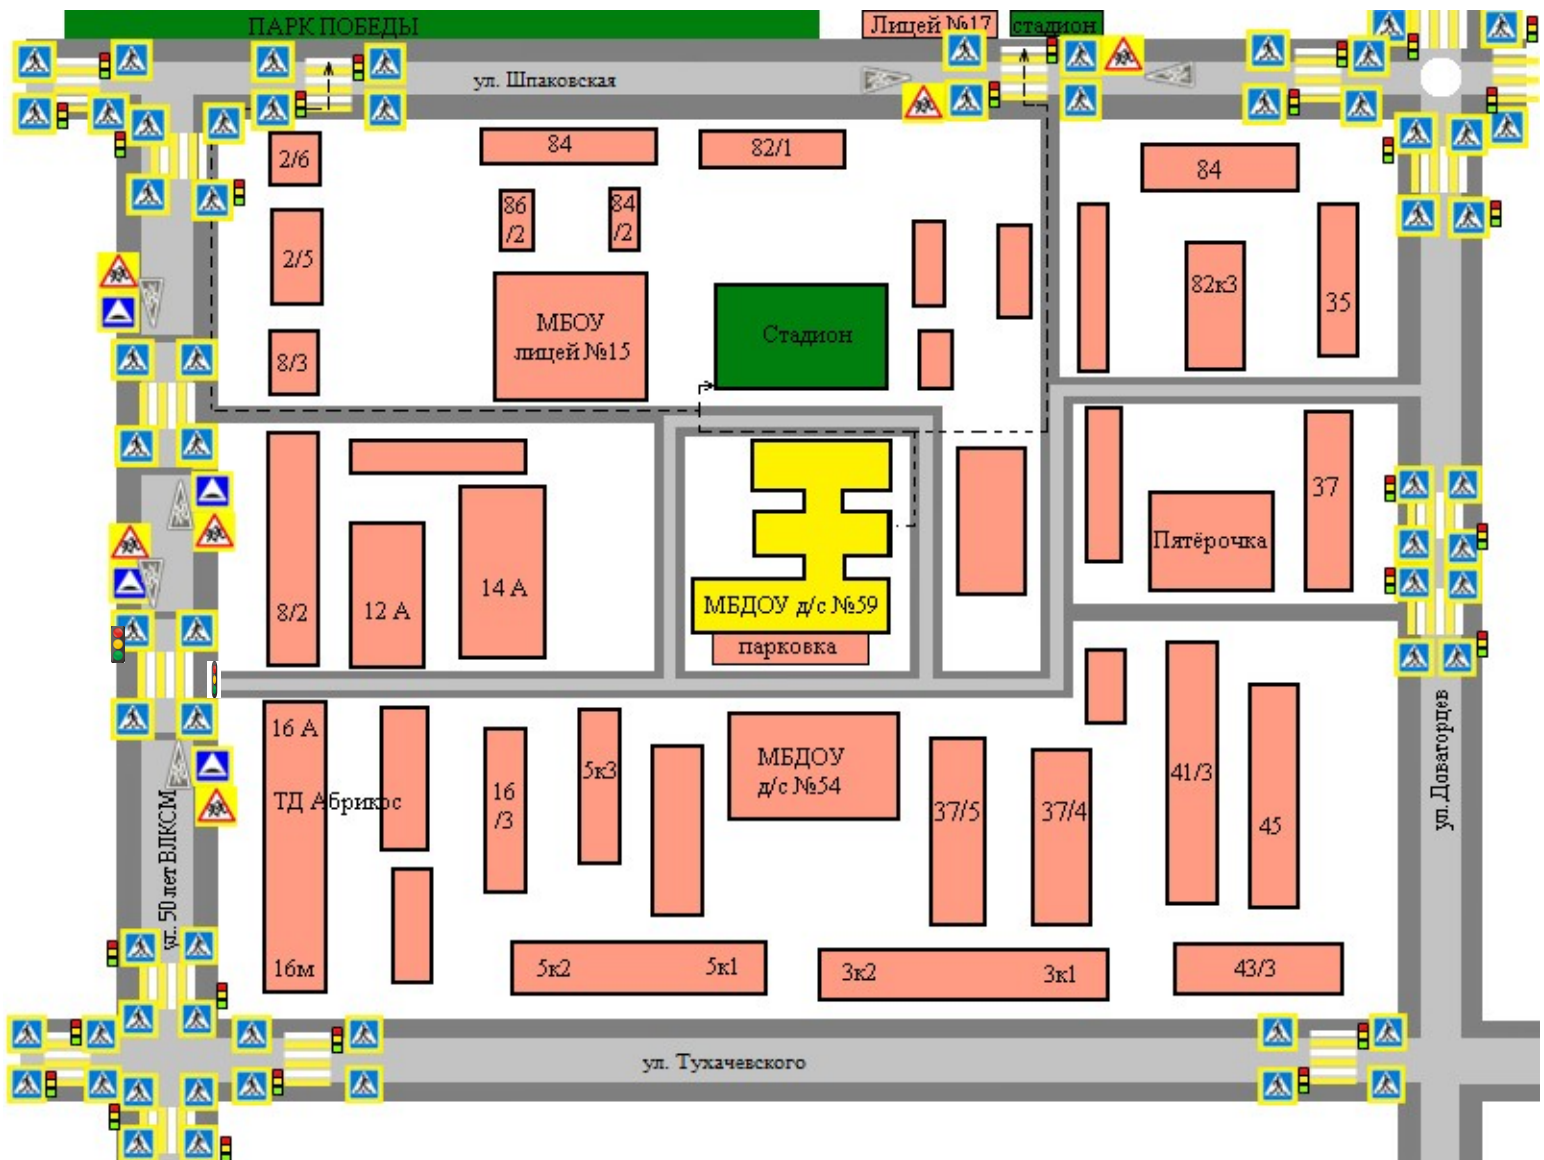 ПАРК ПОБЕДЫ
Лицей №17
стадион
ул. Шпаковская
2/6
84
82/1
84
86
/2
84
/2
2/5
82к3
35
МБОУ
лицей №15
Стадион
8/3
37
Пятёрочка
14 А
8/2
12 А
МБДОУ д/с №59
парковка
16 А
МБДОУ
д/с №54
5к3
16
/3
41/3
ТД Абрикос
37/5
37/4
45
ул. Даваторцев
ул. 50 лет ВЛКСМ
16м
5к2
5к1
3к2
3к1
43/3
ул. Тухачевского